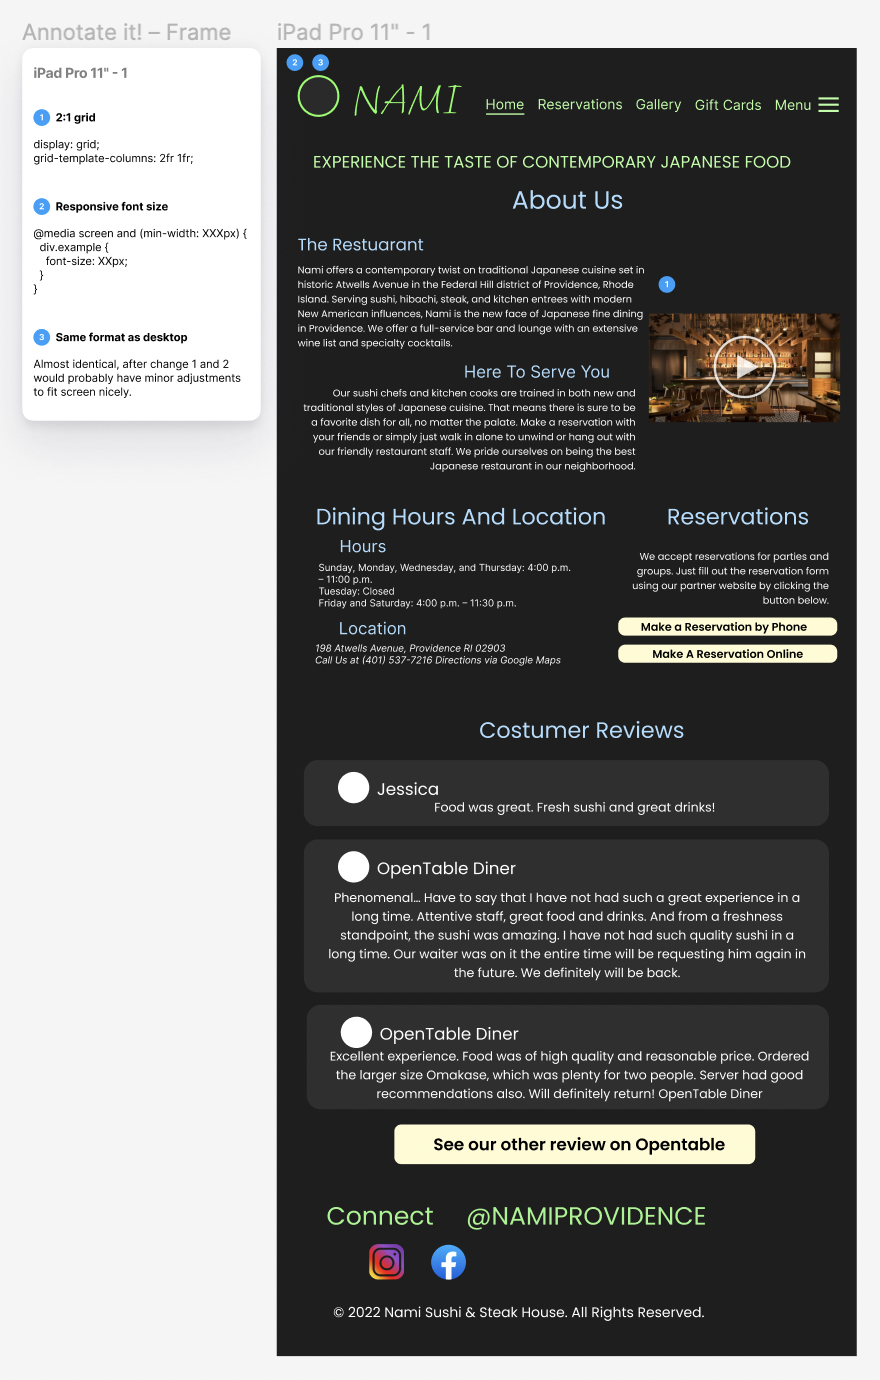 Annotate it! – Frame
iPad Pro 11" - 1
iPad Pro 11" - 1
1 2:1 grid
display: grid;
grid-template-columns: 2fr 1fr;
2 Responsive font size
@media screen and (min-width: XXXpx) {
div.example {
font-size: XXpx;
}
}
3 Same format as desktop
Almost identical, after change 1 and 2
would probably have minor adjustments
to fit screen nicely.
2 3
NAMI
Home Reservations Gallery Gift Cards Menu
EXPERIENCE THE TASTE OF CONTEMPORARY JAPANESE FOOD
About Us
The Restuarant
Nami offers a contemporary twist on traditional Japanese cuisine set in
historic Atwells Avenue in the Federal Hill district of Providence, Rhode
Island. Serving sushi, hibachi, steak, and kitchen entrees with modern
New American influences, Nami is the new face of Japanese fine dining
in Providence. We offer a full-service bar and lounge with an extensive
wine list and specialty cocktails.
1
Here To Serve You
Our sushi chefs and kitchen cooks are trained in both new and
traditional styles of Japanese cuisine. That means there is sure to be
a favorite dish for all, no matter the palate. Make a reservation with
your friends or simply just walk in alone to unwind or hang out with
our friendly restaurant staff. We pride ourselves on being the best
Japanese restaurant in our neighborhood.
Dining Hours And Location
Hours
Sunday, Monday, Wednesday, and Thursday: 4:00 p.m.
– 11:00 p.m.
Tuesday: Closed
Friday and Saturday: 4:00 p.m. – 11:30 p.m.
Location
198 Atwells Avenue, Providence RI 02903
Call Us at (401) 537-7216 Directions via Google Maps
Reservations
We accept reservations for parties and
groups. Just fill out the reservation form
using our partner website by clicking the
button below.
Make a Reservation by Phone
Make A Reservation Online
Costumer Reviews
Jessica
Food was great. Fresh sushi and great drinks!
OpenTable Diner
Phenomenal... Have to say that I have not had such a great experience in a
long time. Attentive staff, great food and drinks. And from a freshness
standpoint, the sushi was amazing. I have not had such quality sushi in a
long time. Our waiter was on it the entire time will be requesting him again in
the future. We definitely will be back.
OpenTable Diner
Excellent experience. Food was of high quality and reasonable price. Ordered
the larger size Omakase, which was plenty for two people. Server had good
recommendations also. Will definitely return! OpenTable Diner
See our other review on Opentable
Connect @NAMIPROVIDENCE
© 2022 Nami Sushi & Steak House. All Rights Reserved.